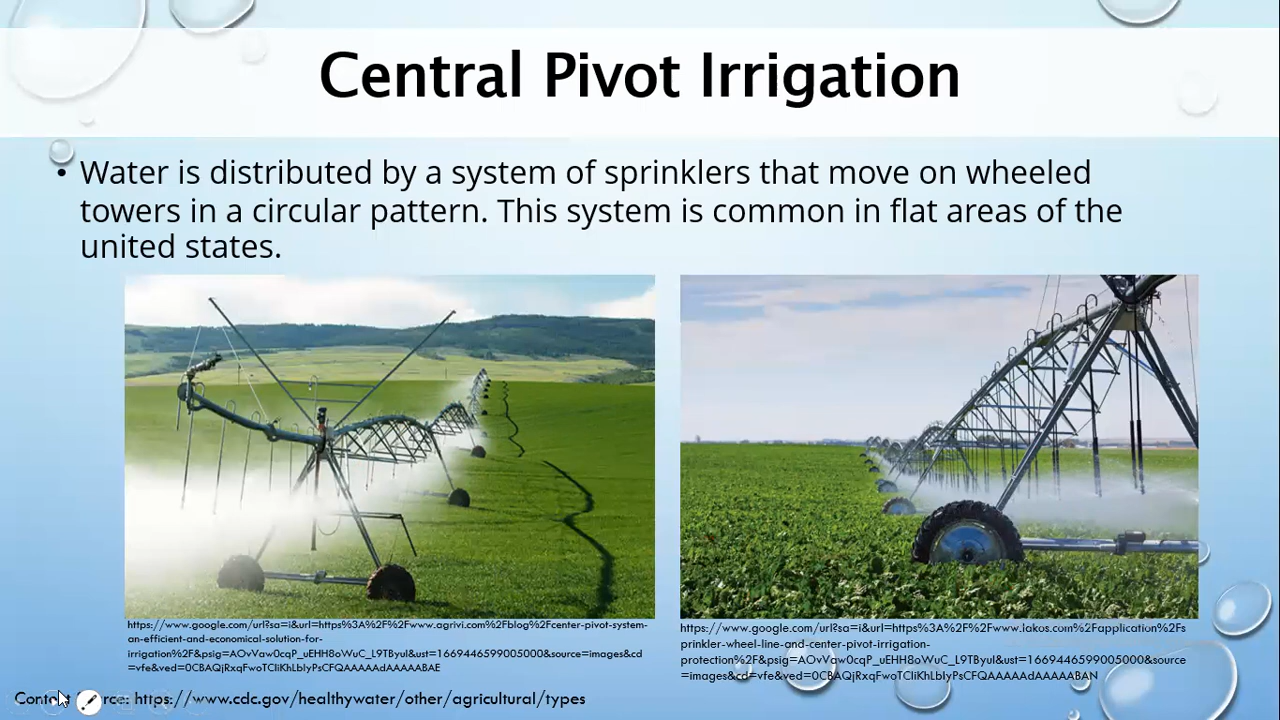 Central Pivot Irrigation
• Water is distributed by a system of sprinklers that move on wheeled
towers in a circular pattern. This system is common in flat areas of the
united states.
https://www.google.com/url?sa=i&url=https%3A%2F%2Fwww.agrivi.com%2Fblog%2Fcenter-pivot-system-
an-efficient-and-economical-solution-for-
irrigation%2F&psig=AOvVaw0cqP_uEHH8oWuC_L9TByuI&ust=1669446599005000&source=images&cd
=vfe&ved=0CBAQjRxqFwoTCIiKhLbIyPsCFQAAAAAdAAAAABAE
https://www.google.com/url?sa=i&url=https%3A%2F%2Fwww.lakos.com%2Fapplication%2Fs
prinkler-wheel-line-and-center-pivot-irrigation-
protection%2F&psig=AOvVaw0cqP_uEHH8oWuC_L9TByuI&ust=1669446599005000&source
=images&cd=vfe&ved=0CBAQjRxqFwoTCIiKhLbIyPsCFQAAAAAdAAAAABAN
https://www.cdc.gov/healthywater/other/agricultural/types